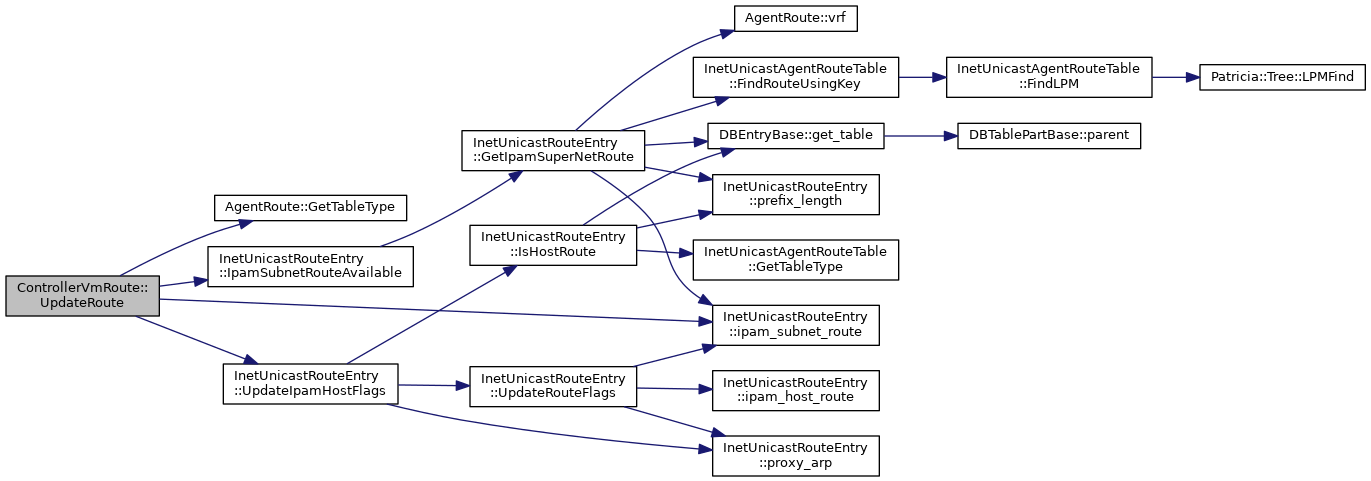 ControllerVmRoute::
UpdateRoute
AgentRoute::GetTableType
InetUnicastRouteEntry
::IpamSubnetRouteAvailable
InetUnicastRouteEntry
::UpdateIpamHostFlags
InetUnicastRouteEntry
::GetIpamSuperNetRoute
InetUnicastRouteEntry
::IsHostRoute
InetUnicastRouteEntry
::UpdateRouteFlags
AgentRoute::vrf
InetUnicastAgentRouteTable
::FindRouteUsingKey
DBEntryBase::get_table
InetUnicastRouteEntry
::prefix_length
InetUnicastAgentRouteTable
::GetTableType
InetUnicastRouteEntry
::ipam_subnet_route
InetUnicastRouteEntry
::ipam_host_route
InetUnicastRouteEntry
::proxy_arp
InetUnicastAgentRouteTable
::FindLPM
DBTablePartBase::parent
Patricia::Tree::LPMFind